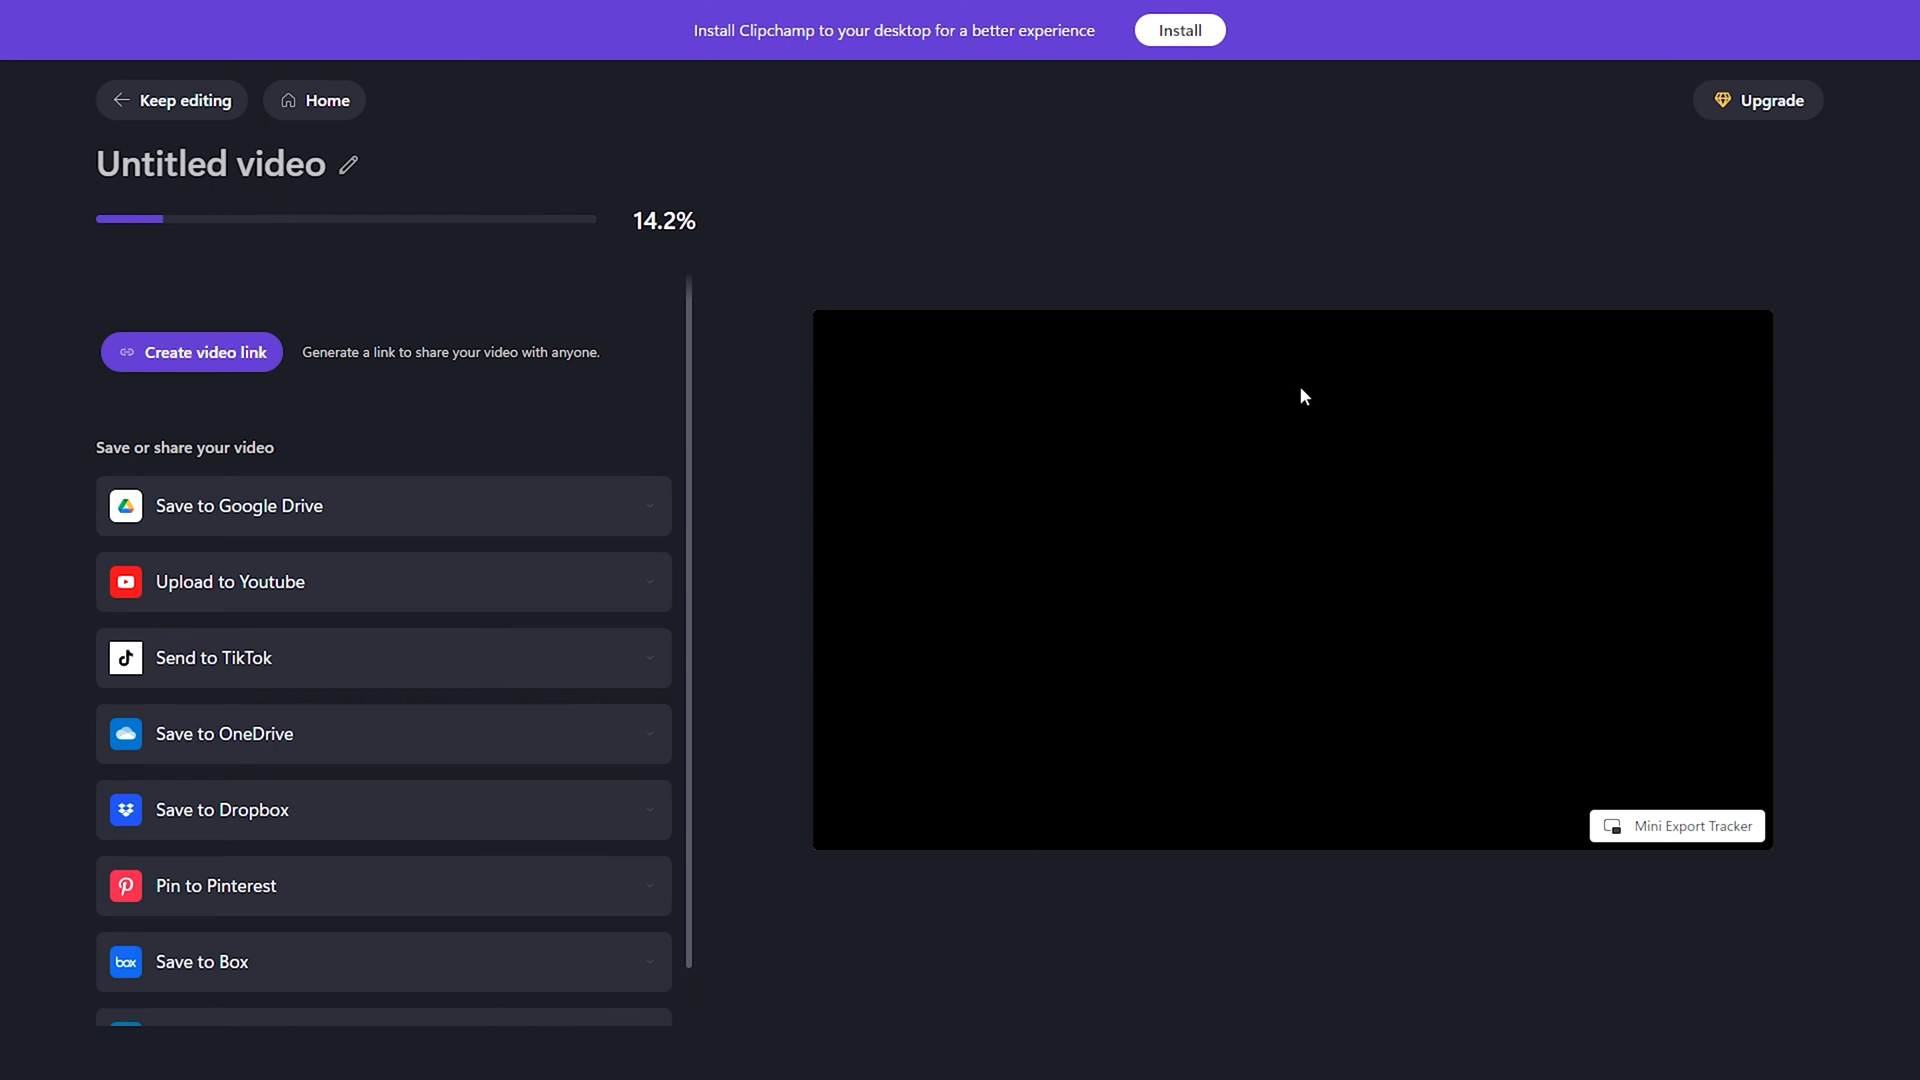 Install Clipchamp to your desktop for a better experience
Install
Keep editing
Home
Upgrade
Untitled video
14.2%
Create video link
Generate a link to share your video with anyone.
Save or share your video
Save to Google Drive
Upload to Youtube
Send to TikTok
Save to OneDrive
Save to Dropbox
Pin to Pinterest
box
Save to Box
Mini Export Tracker